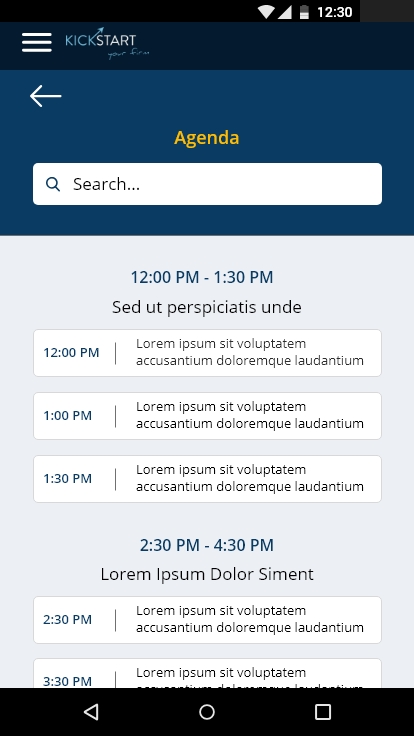 12:30
KICKSTART
your firm
Agenda
Search...
12:00 PM - 1:30 PM
Sed ut perspiciatis unde
12:00 PM
Lorem ipsum sit voluptatem
accusantium doloremque laudantium
1:00 PM
Lorem ipsum sit voluptatem
accusantium doloremque laudantium
1:30 PM
Lorem ipsum sit voluptatem
accusantium doloremque laudantium
2:30 PM - 4:30 PM
Lorem Ipsum Dolor Siment
2:30 PM
Lorem ipsum sit voluptatem
accusantium doloremque laudantium
3:30 PM
Lorem ipsum sit voluptatem
accusantium doloremque laudantium